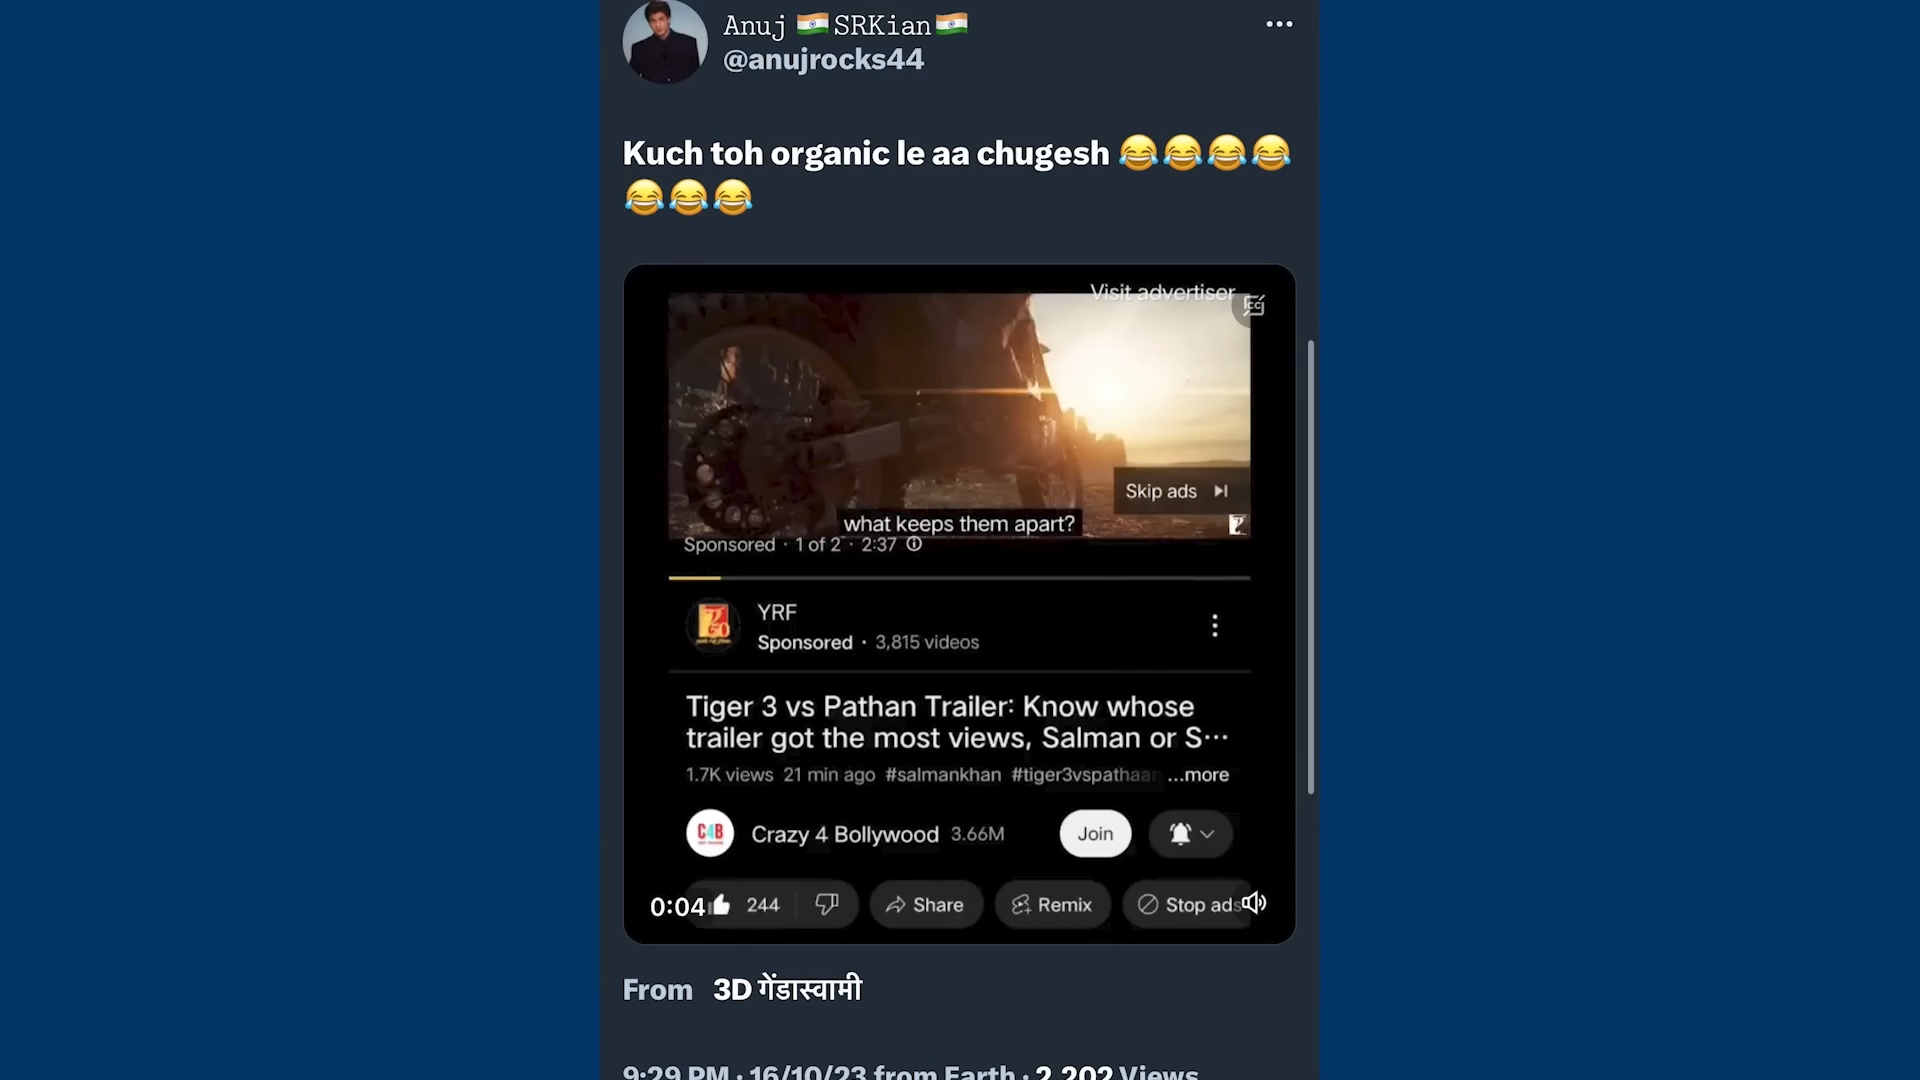 Anuj 🇮🇳SRKian🇮🇳
@anujrocks44
Kuch toh organic le aa chugesh 😂😂😂😂
😂😂😂
Visit advertiser
Skip ads
what keeps them apart?
Sponsored · 1 of 2 · 2:37
YRF
Sponsored · 3,815 videos
Tiger 3 vs Pathan Trailer: Know whose
trailer got the most views, Salman or S...
1.7K views 21 min ago #salmankhan #tiger3vspathaan ...more
C4B
Crazy 4 Bollywood 3.66M
Join
0:04 244 Share Remix Stop ads
From 3D गेंडास्वामी
9:29 PM · 16/10/23 from Earth · 2,202 Views